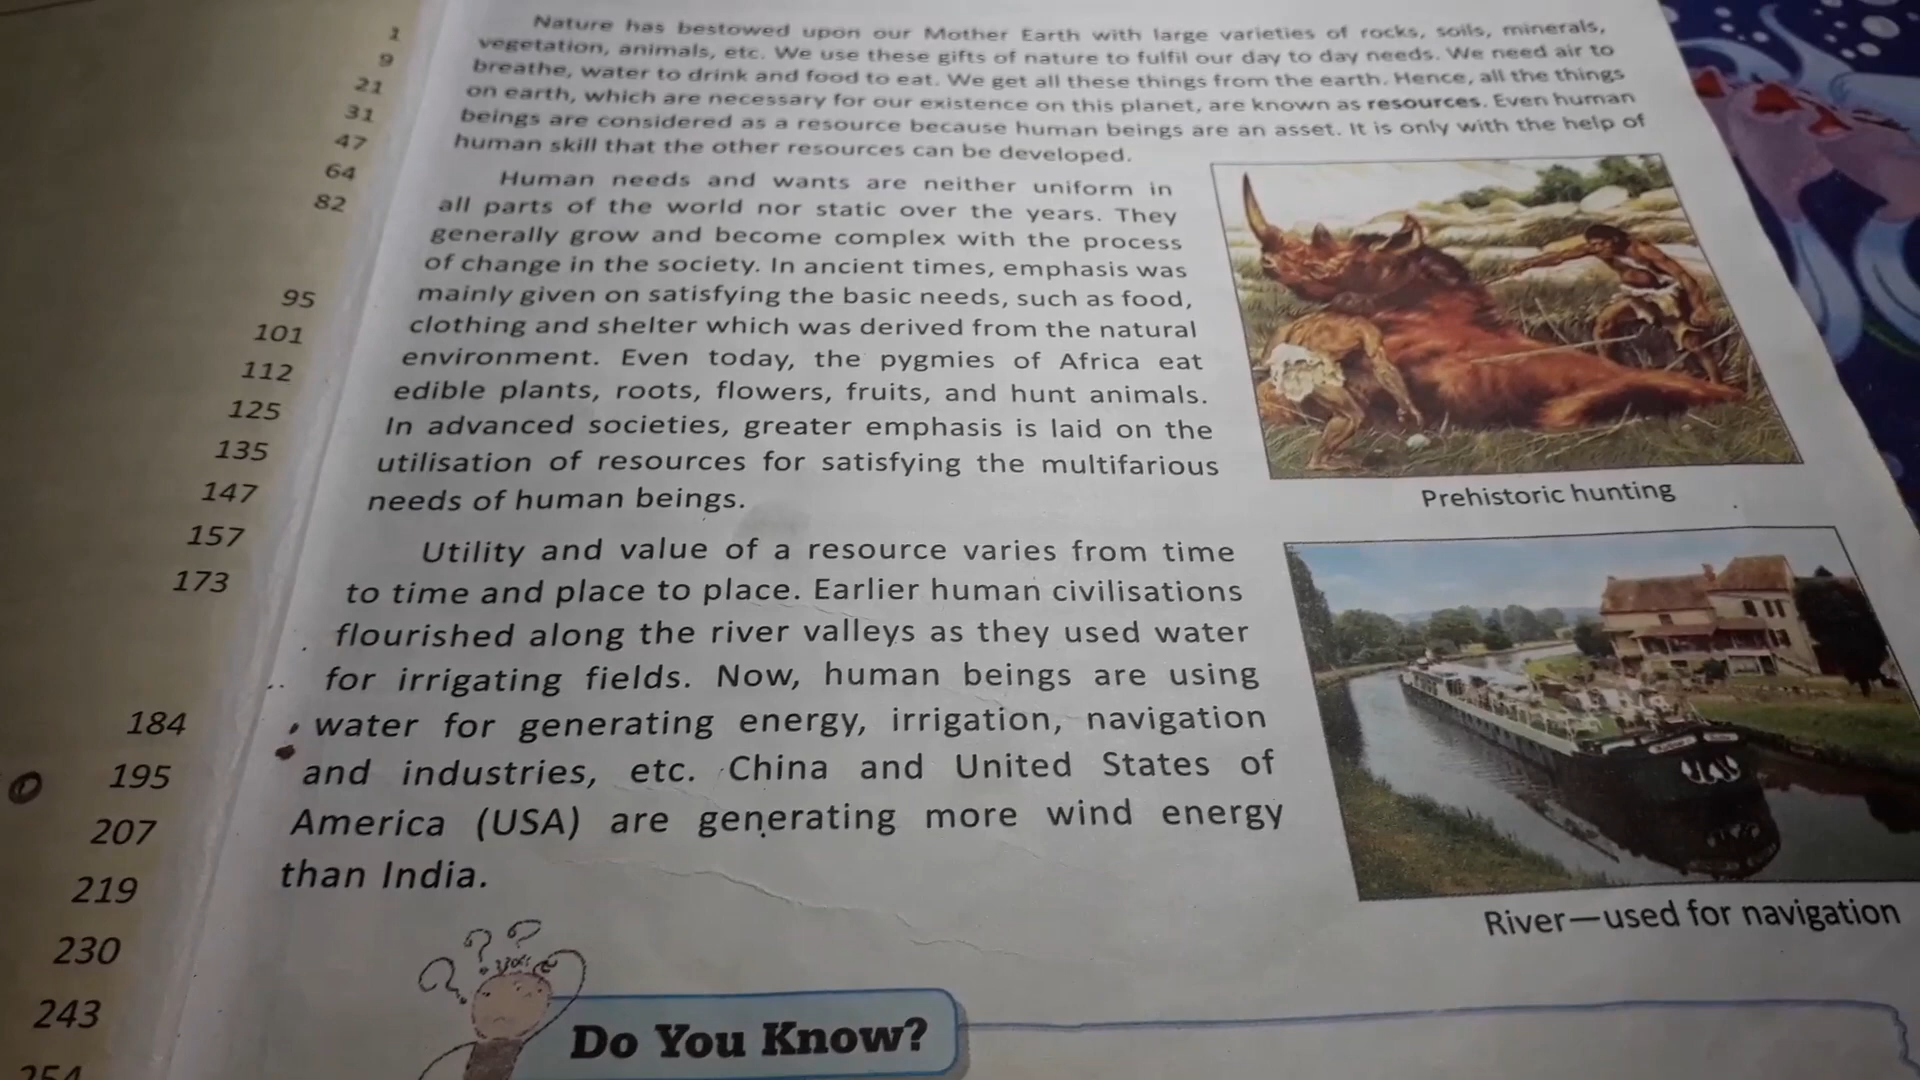 1
9
21
31
47
64
82
95
101
112
125
135
147
157
173
184
195
207
219
230
243
254
Nature has bestowed upon our Mother Earth with large varieties of rocks, soils, minerals,
vegetation, animals, etc. We use these gifts of nature to fulfil our day to day needs. We need air to
breathe, water to drink and food to eat. We get all these things from the earth. Hence, all the things
on earth, which are necessary for our existence on this planet, are known as resources. Even human
beings are considered as a resource because human beings are an asset. It is only with the help of
human skill that the other resources can be developed.
Human needs and wants are neither uniform in
all parts of the world nor static over the years. They
generally grow and become complex with the process
of change in the society. In ancient times, emphasis was
mainly given on satisfying the basic needs, such as food,
clothing and shelter which was derived from the natural
environment. Even today, the pygmies of Africa eat
edible plants, roots, flowers, fruits, and hunt animals.
In advanced societies, greater emphasis is laid on the
utilisation of resources for satisfying the multifarious
needs of human beings.
Prehistoric hunting
Utility and value of a resource varies from time
to time and place to place. Earlier human civilisations
flourished along the river valleys as they used water
for irrigating fields. Now, human beings are using
water for generating energy, irrigation, navigation
and industries, etc. China and United States of
America (USA) are generating more wind energy
than India.
River—used for navigation
? ? ?
Do You Know?